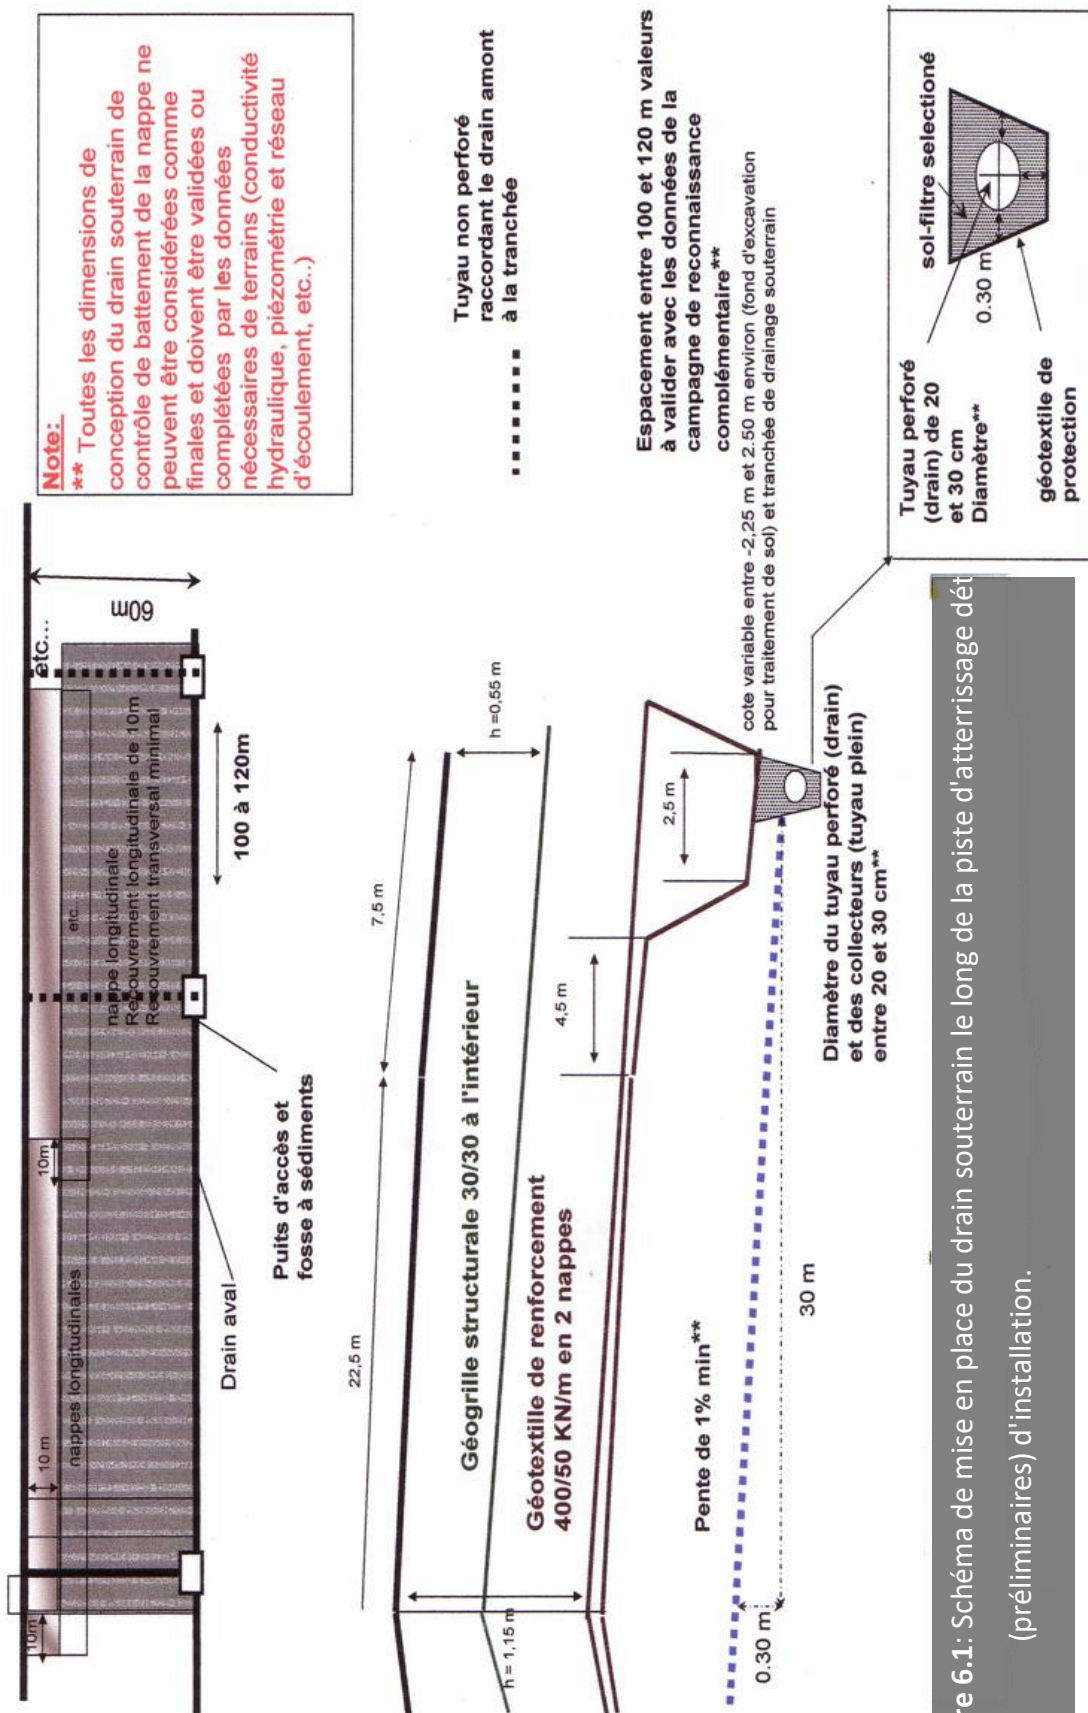 Note:
** Toutes les dimensions de
conception du drain souterrain de
contrôle de battement de la nappe ne
peuvent être considérées comme
finales et doivent être validées ou
complétées par les données
nécessaires de terrains (conductivité
hydraulique, piézométrie et réseau
d'écoulement, etc..)
60m
etc...
nappe longitudinale
Recouvrement longitudinale de 10m
Recouvrement transversal minimal
etc...
100 à 120m
10m
10 m
nappes longitudinales
10m
Puits d'accès et
fosse à sédiments
Drain aval
Tuyau non perforé
racccordant le drain amont
à la tranchée
Espacement entre 100 et 120 m valeurs
à valider avec les données de la
campagne de reconnaissance
complémentaire**
22,5 m
7,5 m
h =0,55 m
Géogrille structurale 30/30 à l'intérieur
Géotextille de renforcement
400/50 KN/m en 2 nappes
h = 1,15 m
4,5 m
2,5 m
cote variable entre -2,25 m et 2.50 m environ (fond d'excavation
pour traitement de sol) et tranchée de drainage souterrain
Pente de 1% min**
0.30 m
30 m
Diamètre du tuyau perforé (drain)
et des collecteurs (tuyau plein)
entre 20 et 30 cm**
Tuyau perforé
(drain) de 20
et 30 cm
Diamètre**
sol-filtre selectioné
0.30 m
géotextile de
protection
re 6.1: Schéma de mise en place du drain souterrain le long de la piste d'atterrissage dét
(préliminaires) d'installation.